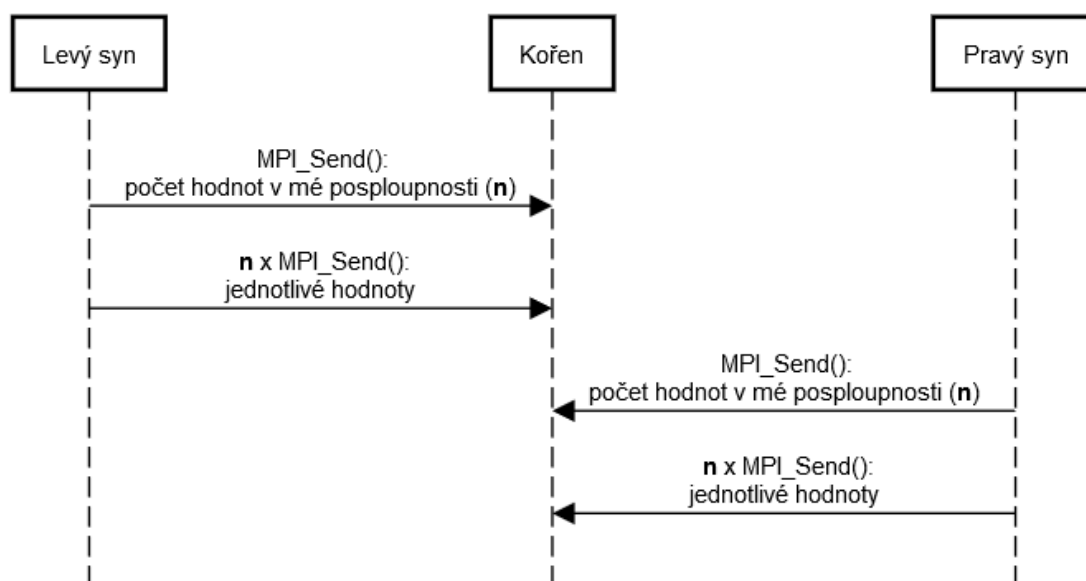 Levý syn
Kořen
Pravý syn
MPI_Send():
počet hodnot v mé posploupnosti (n)
n x MPI_Send():
jednotlivé hodnoty
MPI_Send():
počet hodnot v mé posploupnosti (n)
n x MPI_Send():
jednotlivé hodnoty